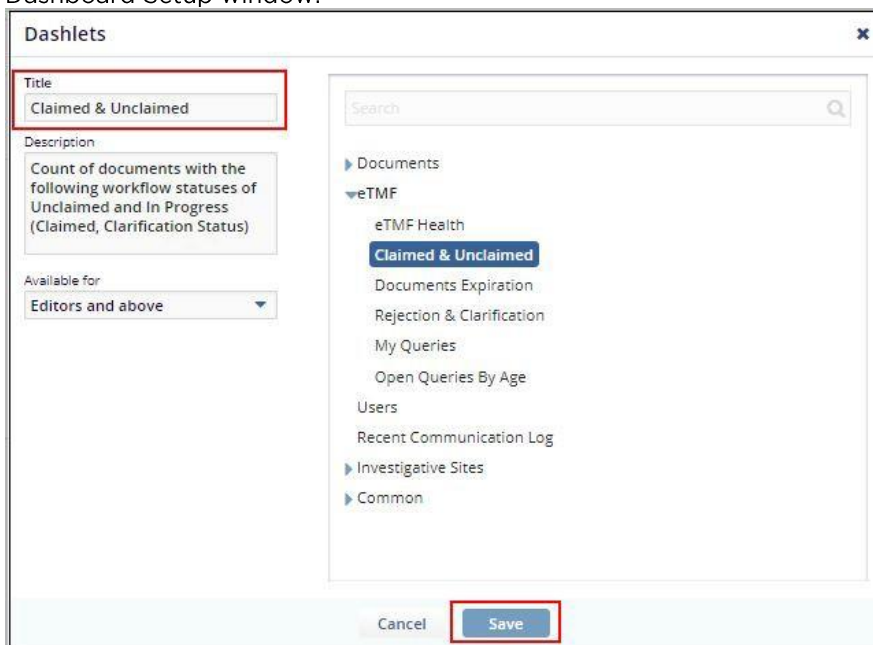 Dashboard Setup window.
Dashlets
Title
Claimed & Unclaimed
Description
Count of documents with the
following workflow statuses of
Unclaimed and In Progress
(Claimed, Clarification Status)
Available for
Editors and above
Search
Documents
eTMF
eTMF Health
Claimed & Unclaimed
Documents Expiration
Rejection & Clarification
My Queries
Open Queries By Age
Users
Recent Communication Log
Investigative Sites
Common
Cancel
Save